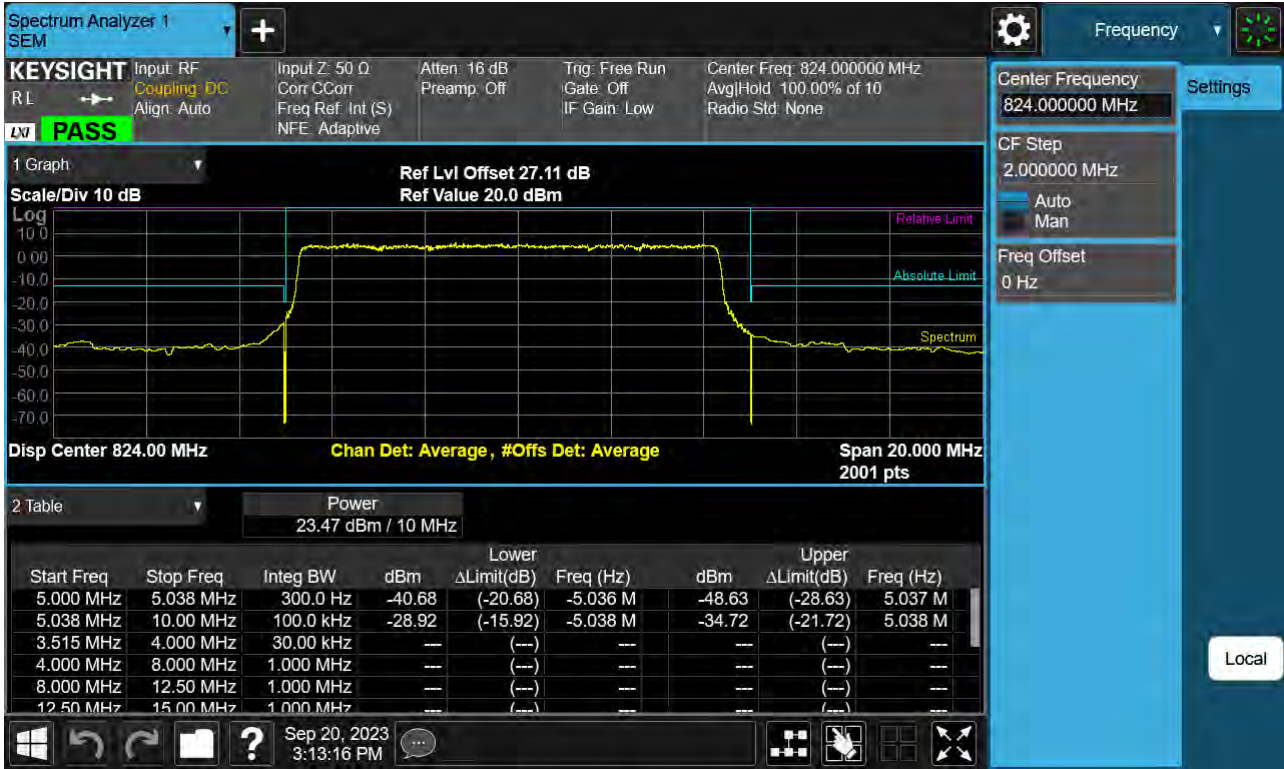 Spectrum Analyzer 1
SEM
+
Frequency
KEYSIGHT
R L
LXI
PASS
Input: RF
Coupling: DC
Align: Auto
Input Z: 50 Ω
Corr CCorr
Freq Ref: Int (S)
NFE: Adaptive
Atten: 16 dB
Preamp: Off
Trig: Free Run
Gate: Off
IF Gain: Low
Center Freq: 824.000000 MHz
Avg|Hold: 100.00% of 10
Radio Std: None
Center Frequency
824.000000 MHz
Settings
CF Step
2.000000 MHz
Auto
Man
Freq Offset
0 Hz
Local
1 Graph
Scale/Div 10 dB
Ref Lvl Offset 27.11 dB
Ref Value 20.0 dBm
Log
10.0
0.00
-10.0
-20.0
-30.0
-40.0
-50.0
-60.0
-70.0
Relative Limit
Absolute Limit
Spectrum
Disp Center 824.00 MHz
Chan Det: Average , #Offs Det: Average
Span 20.000 MHz
2001 pts
2 Table
Power
23.47 dBm / 10 MHz
Lower Upper
Start Freq Stop Freq Integ BW dBm ΔLimit(dB) Freq (Hz) dBm ΔLimit(dB) Freq (Hz)
5.000 MHz 5.038 MHz 300.0 Hz -40.68 (-20.68) -5.036 M -48.63 (-28.63) 5.037 M
5.038 MHz 10.00 MHz 100.0 kHz -28.92 (-15.92) -5.038 M -34.72 (-21.72) 5.038 M
3.515 MHz 4.000 MHz 30.00 kHz --- (---) --- --- (---) ---
4.000 MHz 8.000 MHz 1.000 MHz --- (---) --- --- (---) ---
8.000 MHz 12.50 MHz 1.000 MHz --- (---) --- --- (---) ---
12.50 MHz 15.00 MHz 1.000 MHz --- (---) --- --- (---) ---
?
Sep 20, 2023
3:13:16 PM